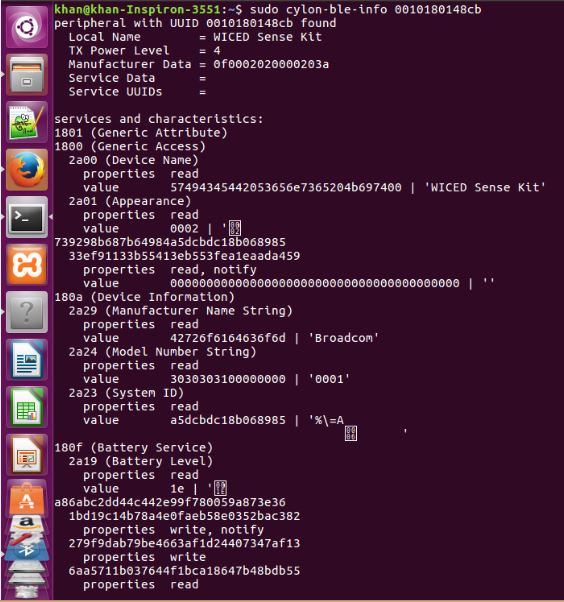 khan@khan-Inspiron-3551:~$ sudo cylon-ble-info 0010180148cb
peripheral with UUID 0010180148cb found
Local Name = WICED Sense Kit
TX Power Level = 4
Manufacturer Data = 0f0002020000203a
Service Data =
Service UUIDs =
services and characteristics:
1801 (Generic Attribute)
1800 (Generic Access)
2a00 (Device Name)
properties read
value 57494345442053656e7365204b697400 | 'WICED Sense Kit'
2a01 (Appearance)
properties read
value 0002 | '
739298b687b64984a5dcbdc18b068985
33ef91133b55413eb553fea1eaada459
properties read, notify
value 00000000000000000000000000000000000000 | ''
180a (Device Information)
2a29 (Manufacturer Name String)
properties read
value 42726f6164636f6d | 'Broadcom'
2a24 (Model Number String)
properties read
value 3030303100000000 | '0001'
2a23 (System ID)
properties read
value a5dcbdc18b068985 | '%\=A
'
180f (Battery Service)
2a19 (Battery Level)
properties read
value 1e | '
a86abc2dd44c442e99f780059a873e36
1bd19c14b78a4e0faeb58e0352bac382
properties write, notify
279f9dab79be4663af1d24407347af13
properties write
6aa5711b037644f1bca18647b48bdb55
properties read